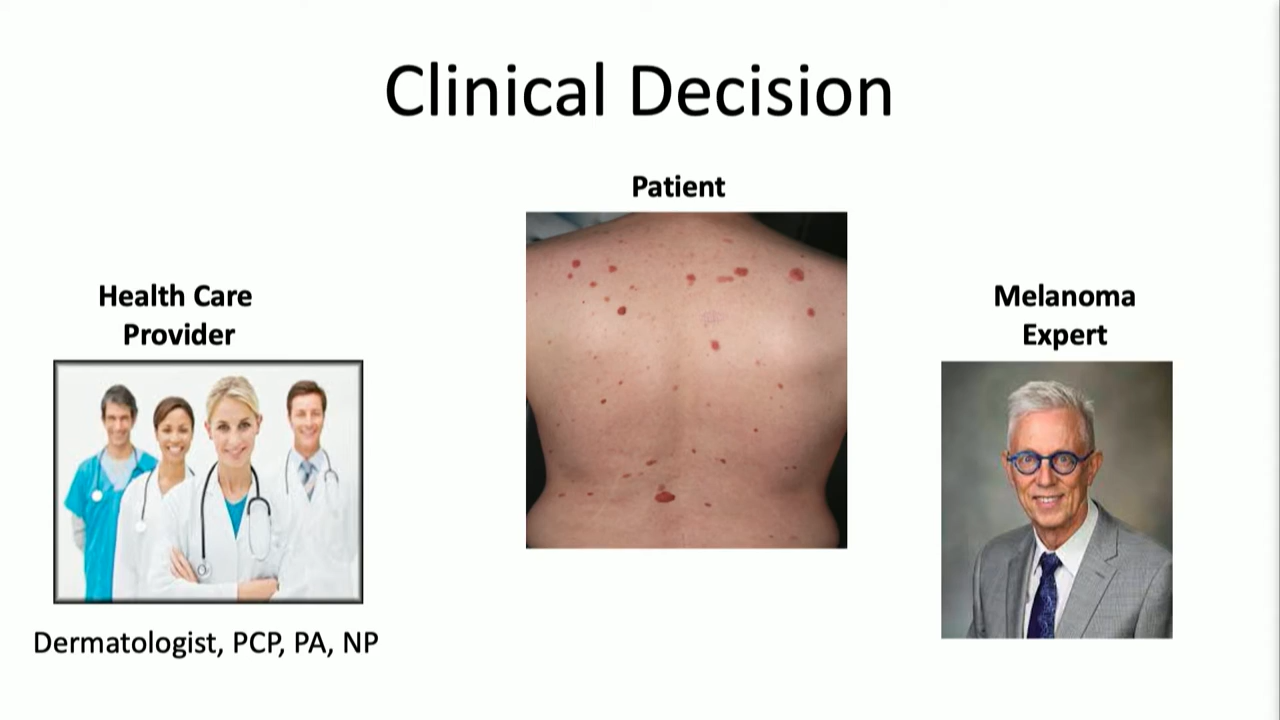 Clinical Decision
Patient
Health Care
Provider
Melanoma
Expert
Dermatologist, PCP, PA, NP